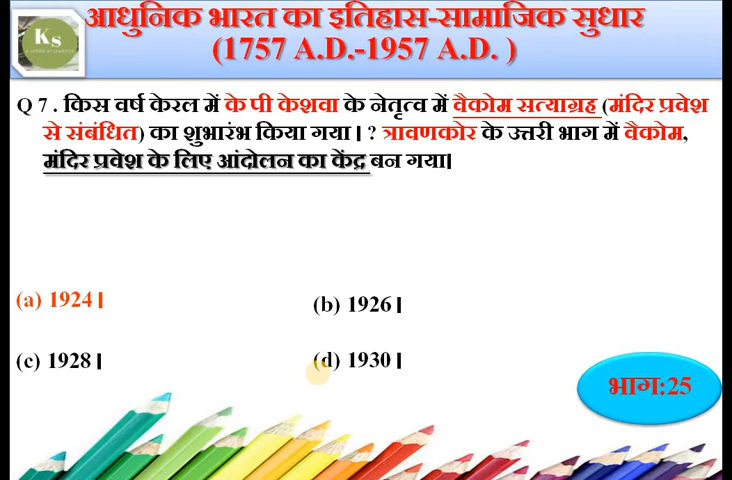 आधुनिक भारत का इतिहास-सामाजिक सुधार
(1757 A.D.-1957 A.D. )
Ks
Q 7 . किस वर्ष केरल में के पी केशवा के नेतृत्व में वैकोम सत्याग्रह (मंदिर प्रवेश
से संबंधित) का शुभारंभ किया गया | ? त्रावणकोर के उत्तरी भाग में वैकोम,
मंदिर प्रवेश के लिए आंदोलन का केंद्र बन गया|
(a) 1924 |
(b) 1926 |
(c) 1928 |
(d) 1930 |
भाग:25